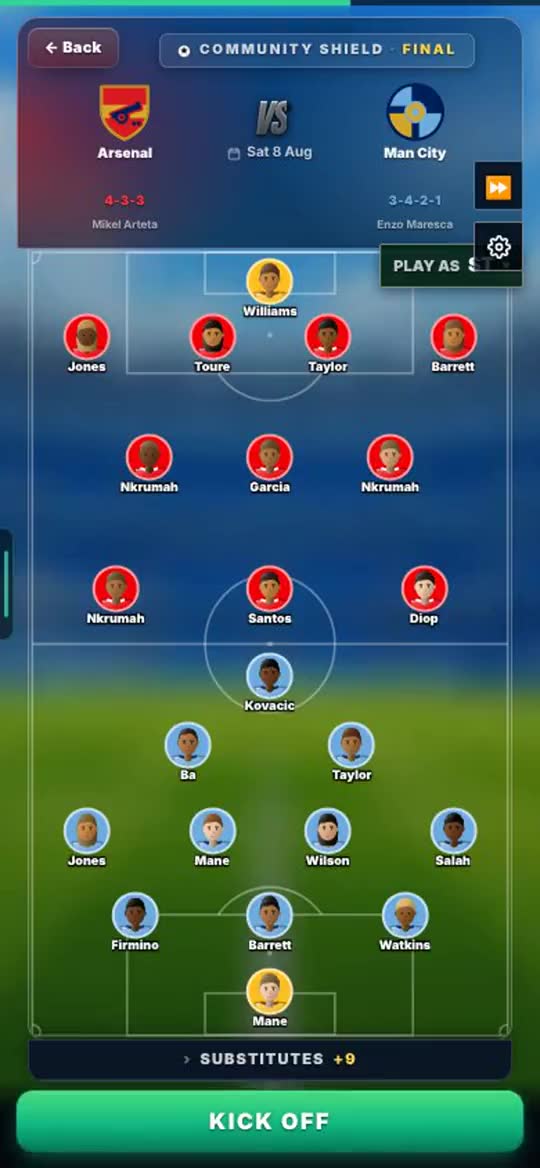 ← Back
COMMUNITY SHIELD · FINAL
Arsenal
VS
Man City
Sat 8 Aug
4-3-3
3-4-2-1
Mikel Arteta
Enzo Maresca
PLAY AS
Williams
Jones
Toure
Taylor
Barrett
Nkrumah
Garcia
Nkrumah
Nkrumah
Santos
Diop
Kovacic
Ba
Taylor
Jones
Mane
Wilson
Salah
Firmino
Barrett
Watkins
Mane
› SUBSTITUTES +9
KICK OFF